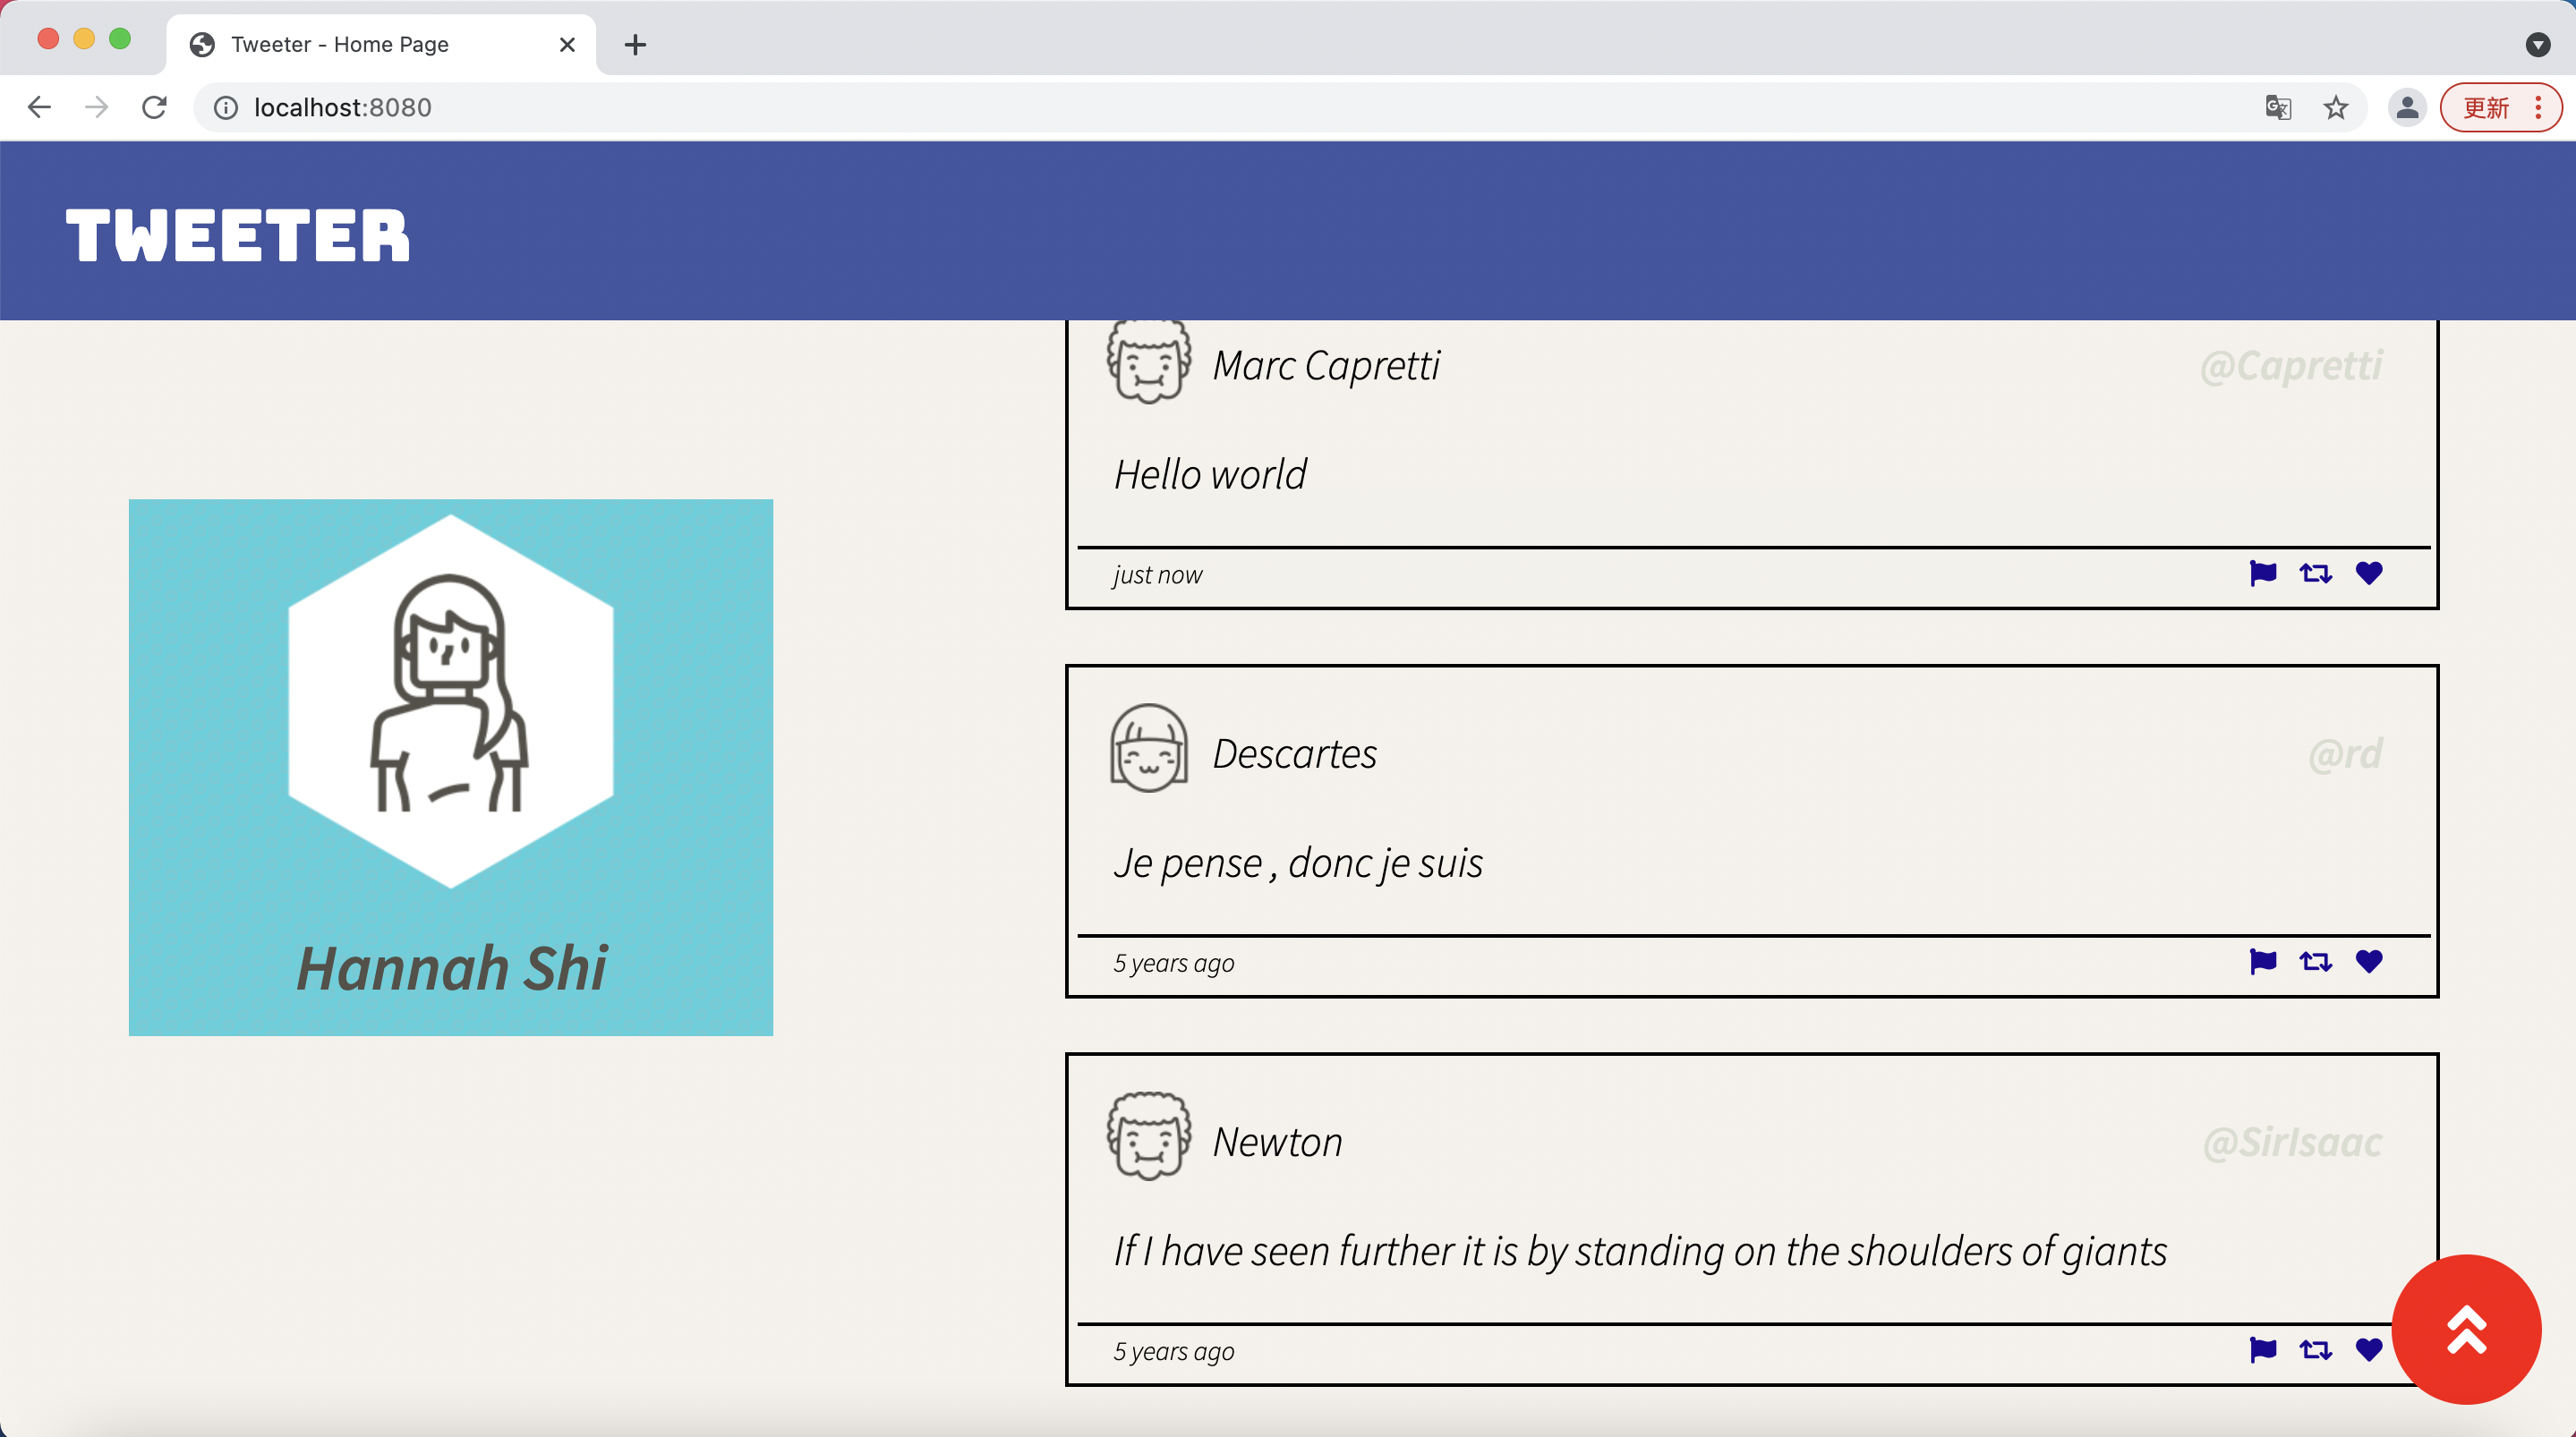 Tweeter - Home Page
localhost:8080
更新
TWEETER
Marc Capretti @Capretti
Hello world
just now
Hannah Shi
Descartes @rd
Je pense , donc je suis
5 years ago
Newton @SirIsaac
If I have seen further it is by standing on the shoulders of giants
5 years ago